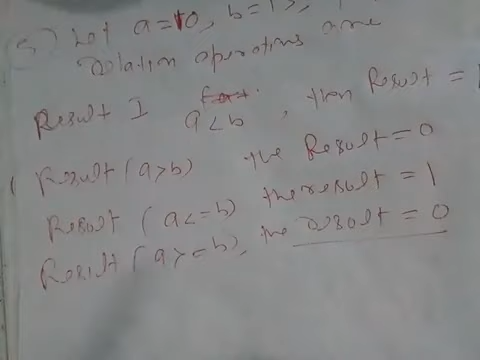 5) Let a=10, b=15,
Relation operations are
Result I a<b, then Result =
Result (a>b) the Result=0
Result (a<=b) the result =1
Result (a>=b), the result =0